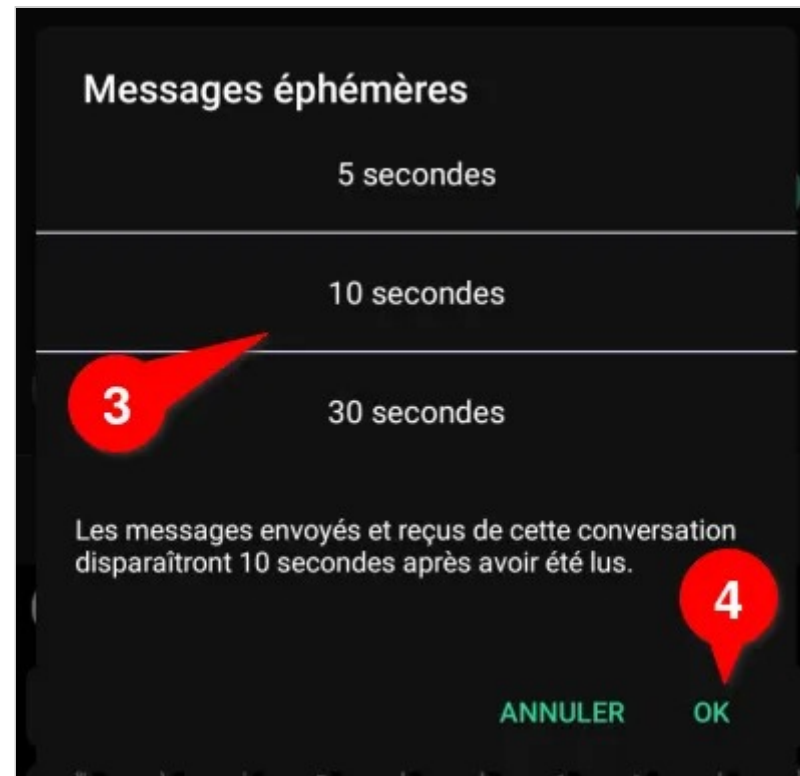 Messages éphémères
5 secondes
10 secondes
3
30 secondes
Les messages envoyés et reçus de cette conversation
disparaîtront 10 secondes après avoir été lus.
4
ANNULER OK